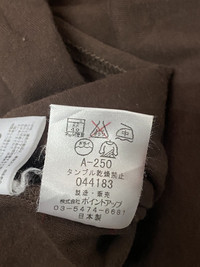 A-250
タンブル乾燥禁止
044183
製造・販売
株式会社ポイントアップ
03-5474-6681
日本製